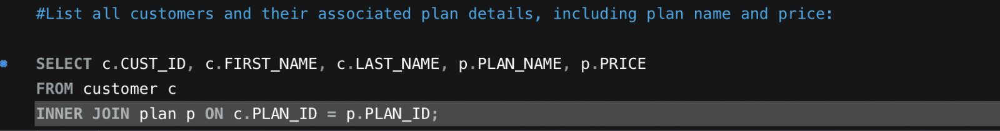 #List all customers and their associated plan details, including plan name and price:
SELECT c.CUST_ID, c.FIRST_NAME, c.LAST_NAME, p.PLAN_NAME, p.PRICE
FROM customer c
INNER JOIN plan p ON c.PLAN_ID = p.PLAN_ID;